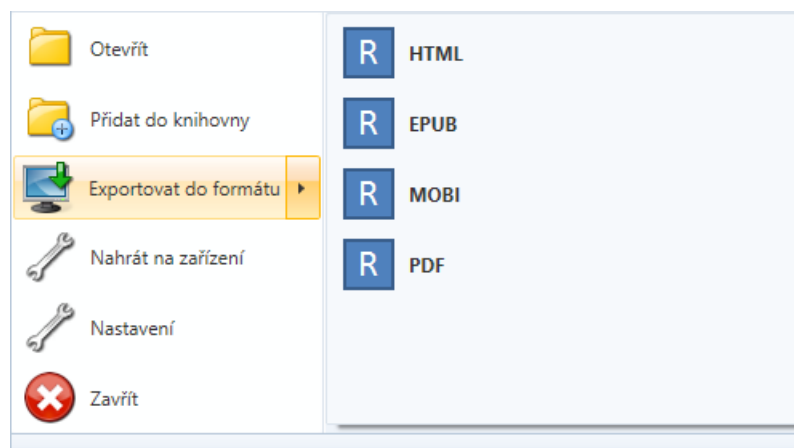 Otevřít
Přidat do knihovny
Exportovat do formátu
Nahrát na zařízení
Nastavení
Zavřít
R HTML
R EPUB
R MOBI
R PDF